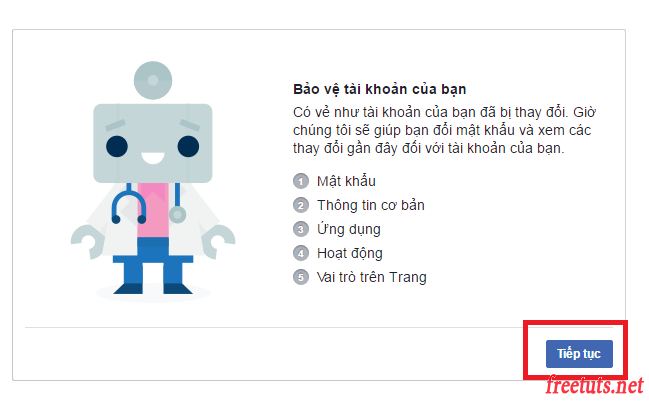 Bảo vệ tài khoản của bạn
Có vẻ như tài khoản của bạn đã bị thay đổi. Giờ
chúng tôi sẽ giúp bạn đổi mật khẩu và xem các
thay đổi gần đây đối với tài khoản của bạn.
1 Mật khẩu
2 Thông tin cơ bản
3 Ứng dụng
4 Hoạt động
5 Vai trò trên Trang
Tiếp tục
freetuts.net